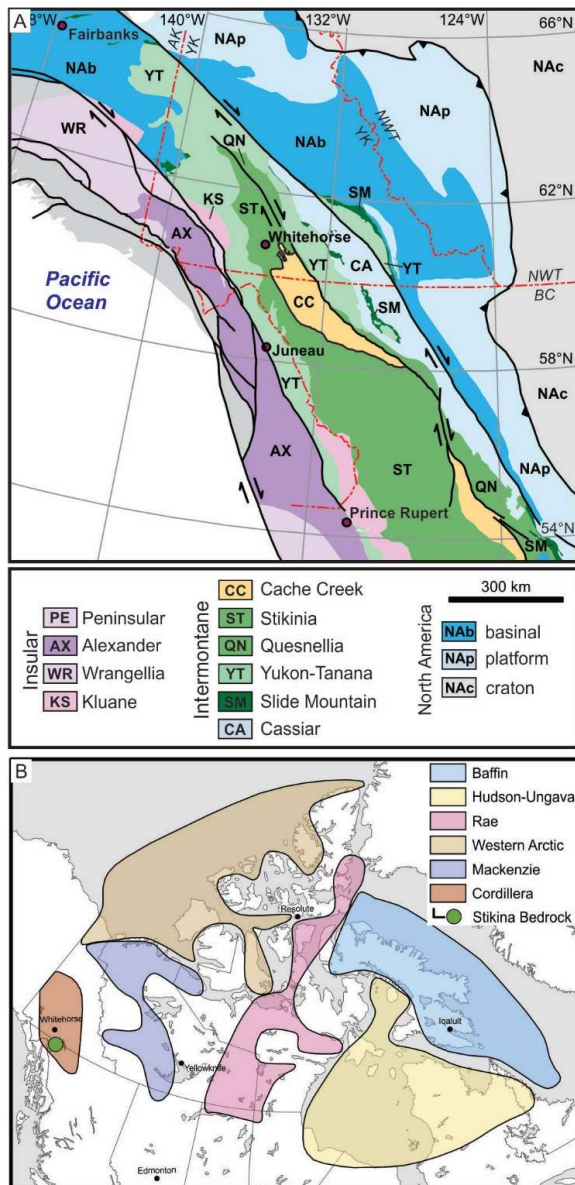 A
148°W
140°W
132°W
124°W
66°N
Fairbanks
AK
YK
NAp
NAc
NAb
YT
NAp
WR
QN
NAb
NWT
YK
62°N
KS
ST
SM
AX
Whitehorse
YT
CA
YT
Pacific
Ocean
CC
SM
NWT
BC
58°N
Juneau
YT
NAc
AX
ST
QN
NAp
Prince Rupert
54°N
SM
Insular
PE Peninsular
AX Alexander
WR Wrangellia
KS Kluane
Intermontane
CC Cache Creek
ST Stikinia
QN Quesnellia
YT Yukon-Tanana
SM Slide Mountain
CA Cassiar
300 km
North America
NAb basinal
NAp platform
NAc craton
B
Baffin
Hudson-Ungava
Rae
Western Arctic
Mackenzie
Cordillera
Stikina Bedrock
Resolute
Whitehorse
Iqaluit
Yellowknife
Edmonton